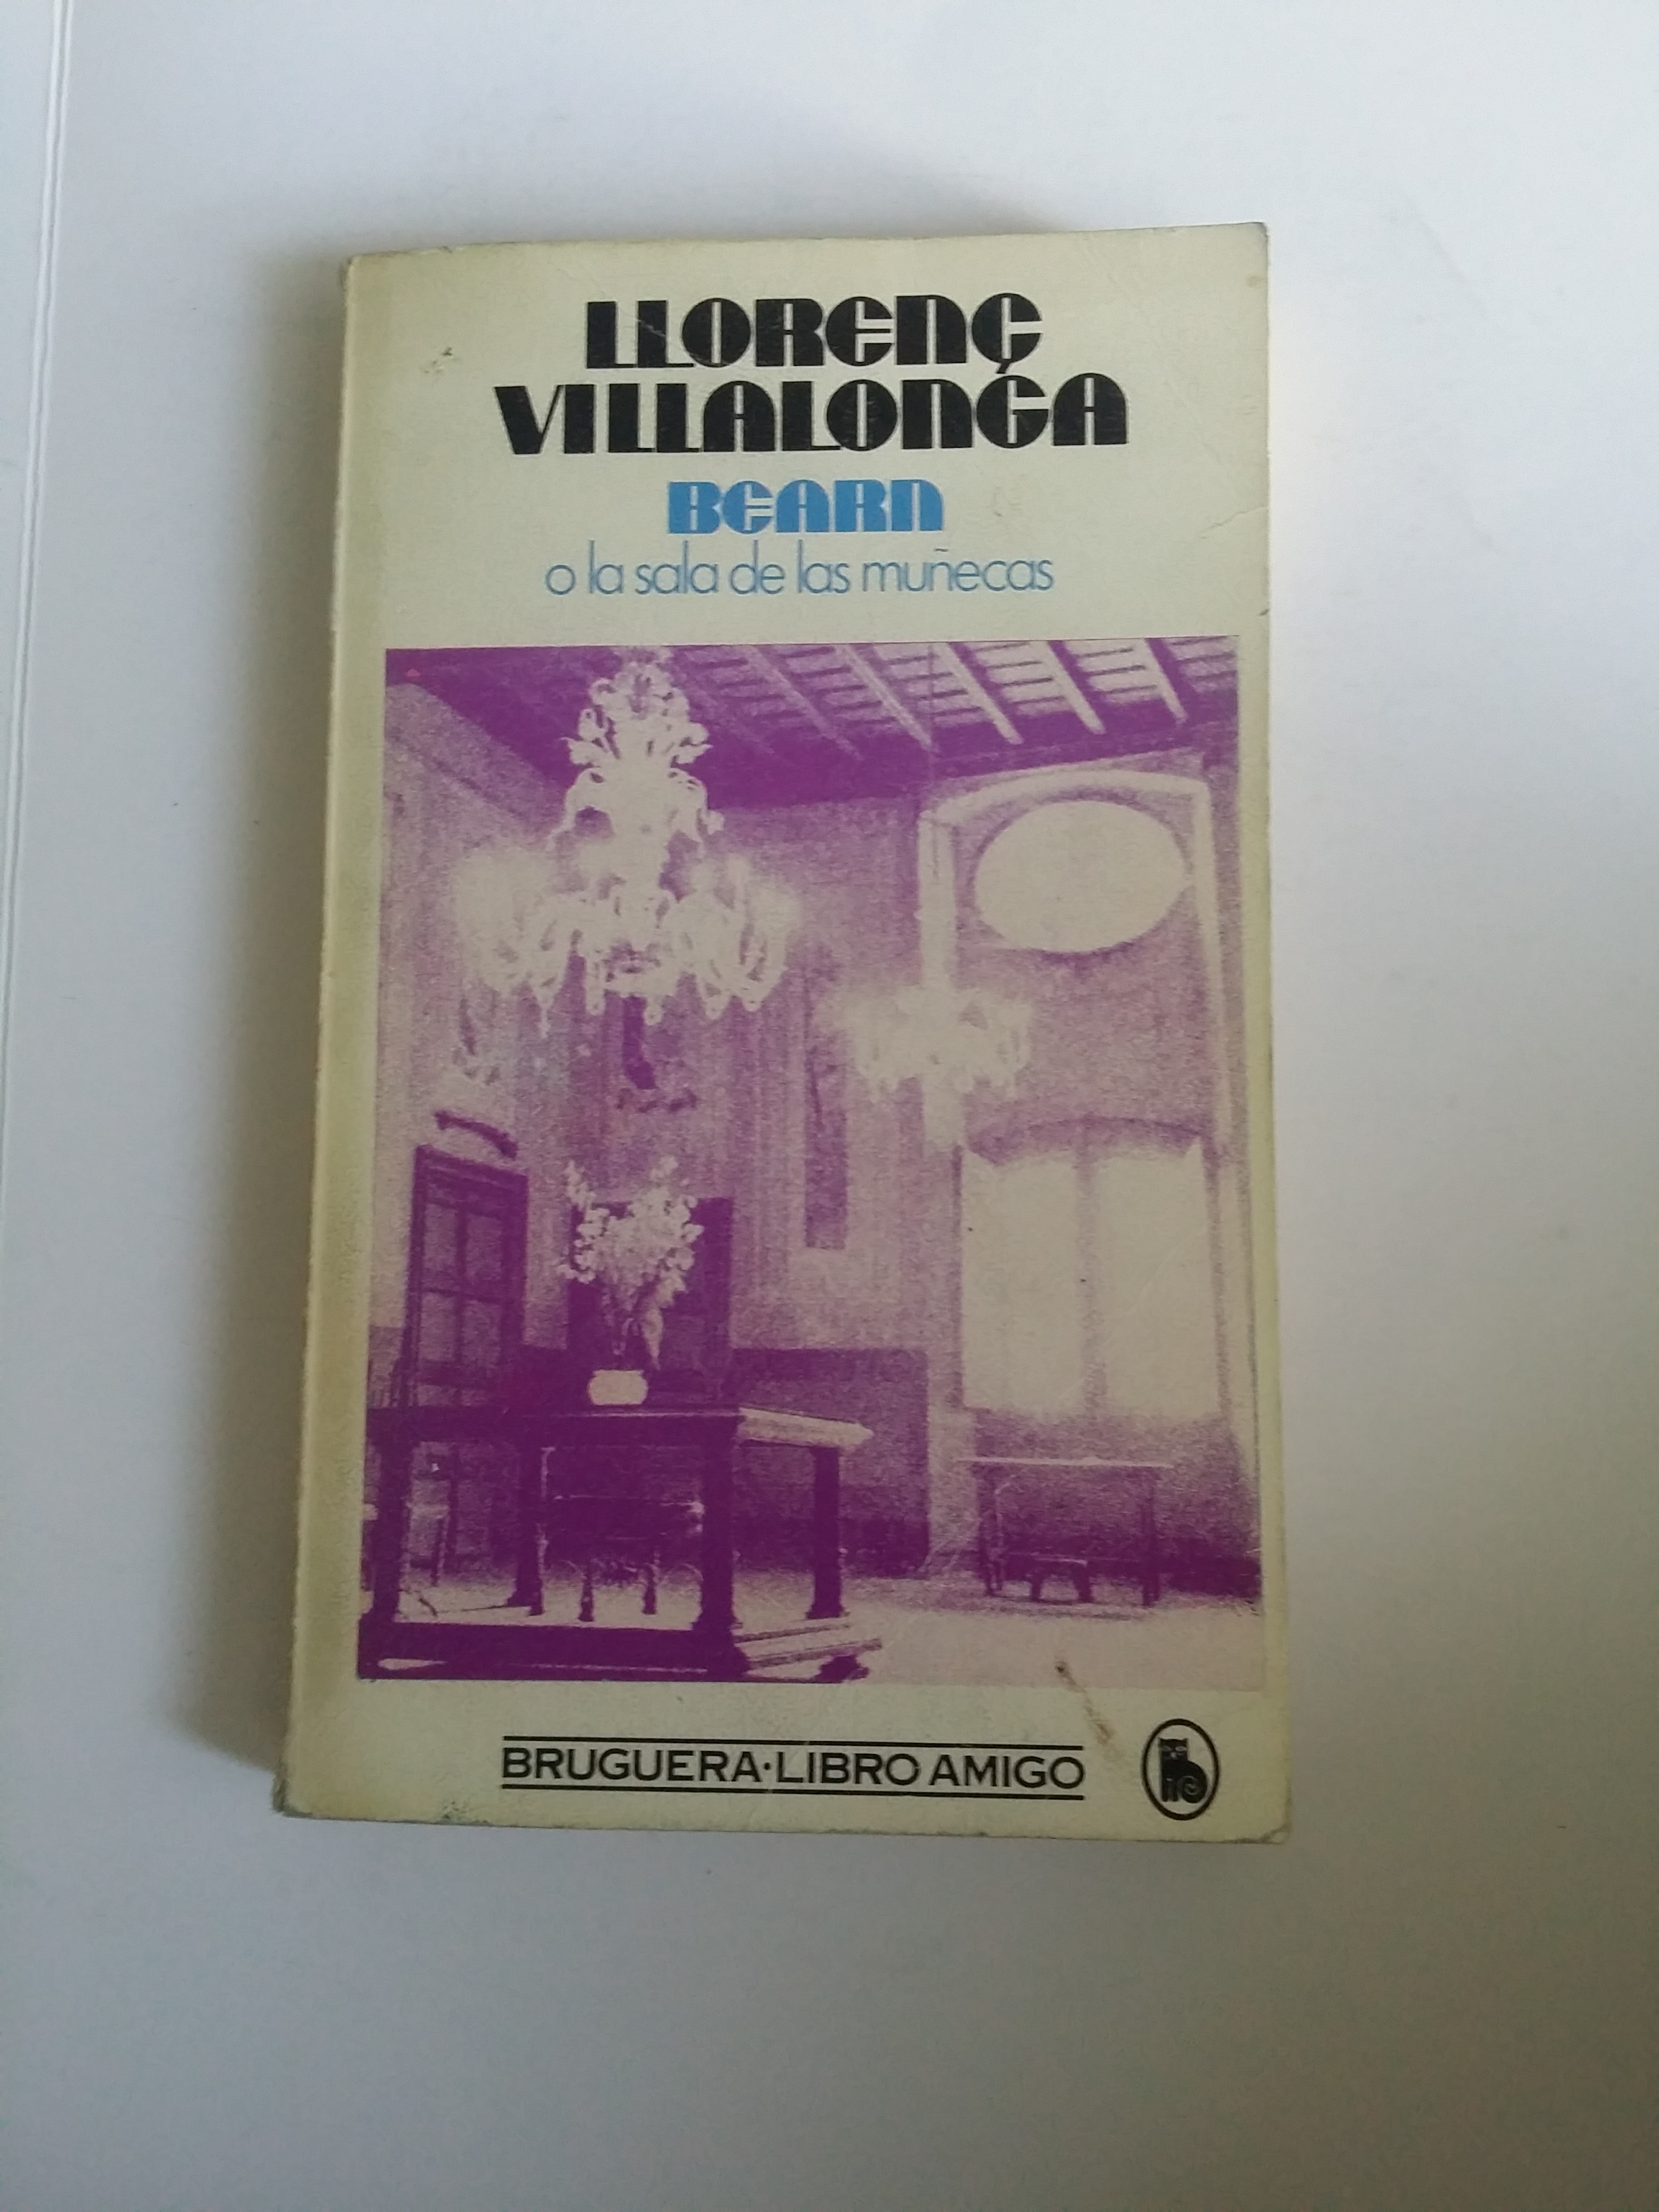 LLORENÇ
VILLALONGA
BEARN
o la sala de las muñecas
BRUGUERA·LIBRO AMIGO